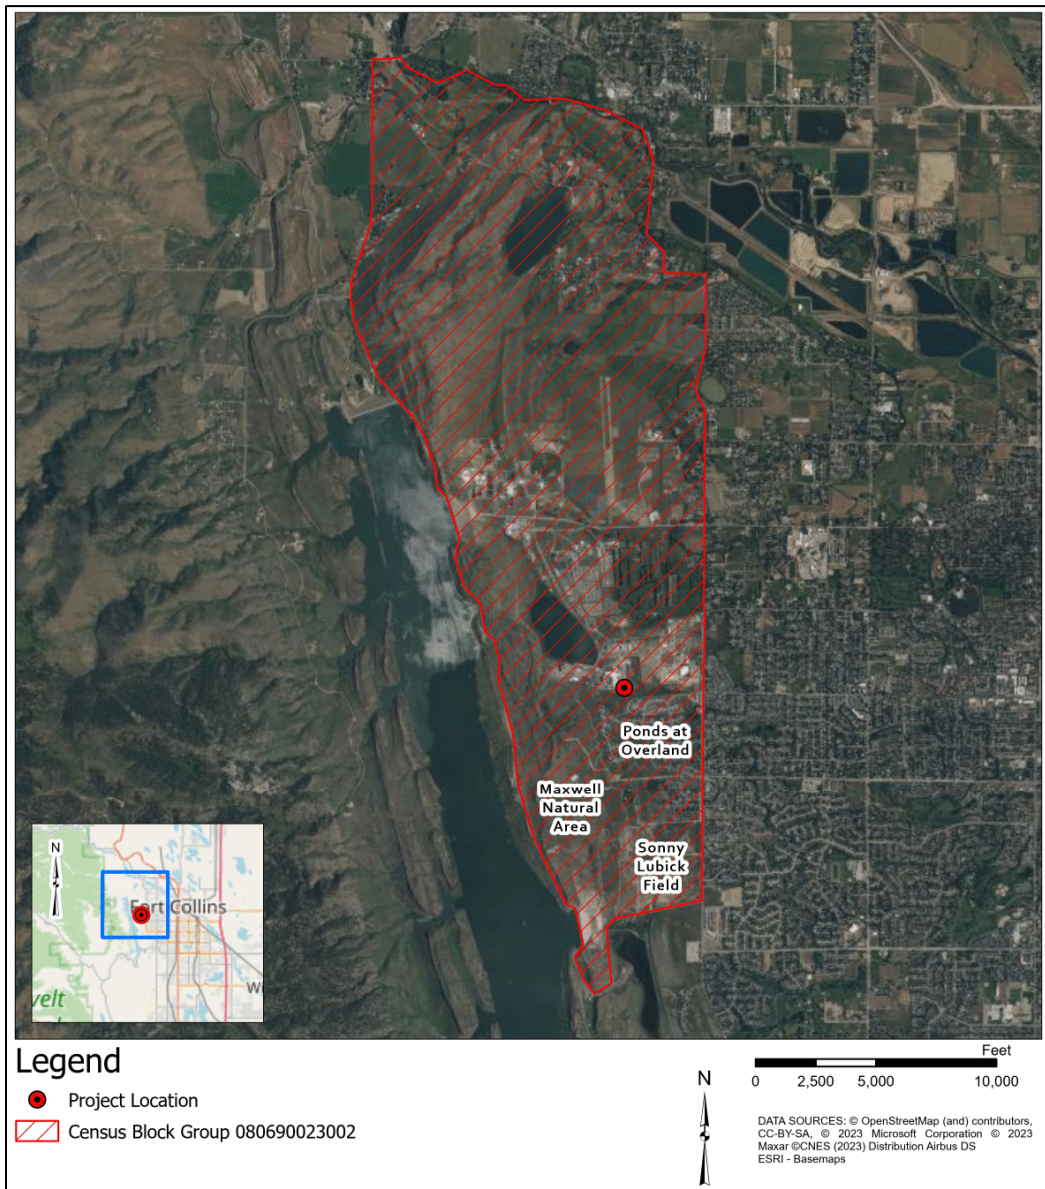 Ponds at
Overland
Maxwell
Natural
Area
Sonny
Lubick
Field
N
Fort Collins
W
velt
Legend
Project Location
Census Block Group 080690023002
N
Feet
0 2,500 5,000 10,000
DATA SOURCES: © OpenStreetMap (and) contributors,
CC-BY-SA, © 2023 Microsoft Corporation © 2023
Maxar ©CNES (2023) Distribution Airbus DS
ESRI - Basemaps